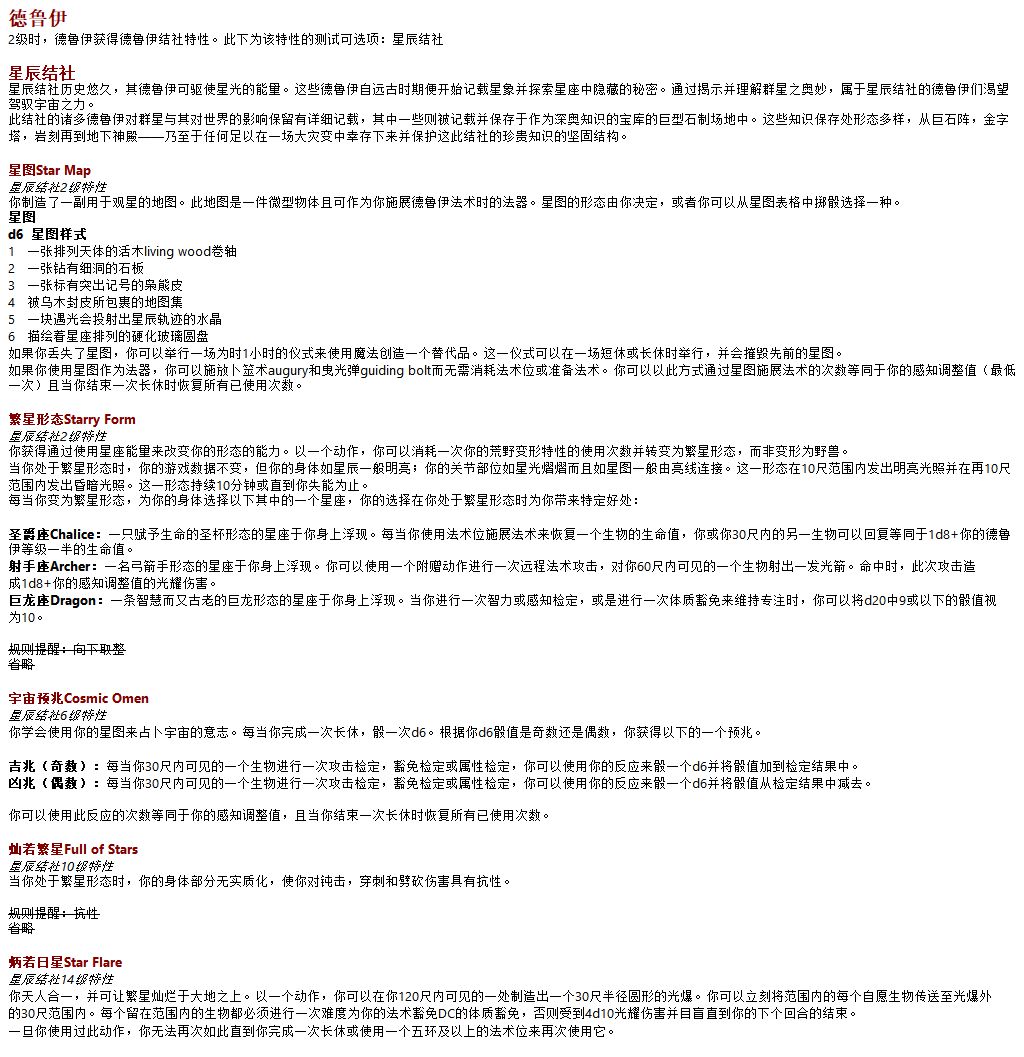 德鲁伊
2级时，德鲁伊获得德鲁伊结社特性。此下为该特性的测试可选项：星辰结社
星辰结社
星辰结社历史悠久，其德鲁伊可驱使星光的能量。这些德鲁伊自远古时期便开始记载星象并探索星座中隐藏的秘密。通过揭示并理解群星之奥妙，属于星辰结社的德鲁伊们渴望
驾驭宇宙之力。
此结社的诸多德鲁伊对群星与其对世界的影响保留有详细记载，其中一些则被记载并保存于作为深奥知识的宝库的巨型石制场地中。这些知识保存处形态多样，从巨石阵，金字
塔，岩刻再到地下神殿——乃至于任何足以在一场大灾变中幸存下来并保护这此结社的珍贵知识的坚固结构。
星图Star Map
星辰结社2级特性
你制造了一副用于观星的地图。此地图是一件微型物体且可作为你施展德鲁伊法术时的法器。星图的形态由你决定，或者你可以从星图表格中掷骰选择一种。
星图
d6 星图样式
1 一张排列天体的活木living wood卷轴
2 一张钻有细洞的石板
3 一张标有突出记号的枭熊皮
4 被乌木封皮所包裹的地图集
5 一块遇光会投射出星辰轨迹的水晶
6 描绘着星座排列的硬化玻璃圆盘
如果你丢失了星图，你可以举行一场为时1小时的仪式来使用魔法创造一个替代品。这一仪式可以在一场短休或长休时举行，并会摧毁先前的星图。
如果你使用星图作为法器，你可以施放卜筮术augury和曳光弹guiding bolt而无需消耗法术位或准备法术。你可以以此方式通过星图施展法术的次数等同于你的感知调整值（最低
一次）且当你结束一次长休时恢复所有已使用次数。
繁星形态Starry Form
星辰结社2级特性
你获得通过使用星座能量来改变你的形态的能力。以一个动作，你可以消耗一次你的荒野变形特性的使用次数并转变为繁星形态，而非变形为野兽。
当你处于繁星形态时，你的游戏数据不变，但你的身体如星辰一般明亮；你的关节部位如星光熠熠而且如星图一般由亮线连接。这一形态在10尺范围内发出明亮光照并在再10尺
范围内发出昏暗光照。这一形态持续10分钟或直到你失能为止。
每当你变为繁星形态，为你的身体选择以下其中的一个星座，你的选择在你处于繁星形态时为你带来特定好处：
圣爵座Chalice：一只赋予生命的圣杯形态的星座于你身上浮现。每当你使用法术位施展法术来恢复一个生物的生命值，你或你30尺内的另一生物可以回复等同于1d8+你的德鲁
伊等级一半的生命值。
射手座Archer：一名弓箭手形态的星座于你身上浮现。你可以使用一个附赠动作进行一次远程法术攻击，对你60尺内可见的一个生物射出一发光箭。命中时，此次攻击造
成1d8+你的感知调整值的光耀伤害。
巨龙座Dragon：一条智慧而又古老的巨龙形态的星座于你身上浮现。当你进行一次智力或感知检定，或是进行一次体质豁免来维持专注时，你可以将d20中9或以下的骰值视
为10。
规则提醒：向下取整
省略
宇宙预兆Cosmic Omen
星辰结社6级特性
你学会使用你的星图来占卜宇宙的意志。每当你完成一次长休，骰一次d6。根据你d6骰值是奇数还是偶数，你获得以下的一个预兆。
吉兆（奇数）：每当你30尺内可见的一个生物进行一次攻击检定，豁免检定或属性检定，你可以使用你的反应来骰一个d6并将骰值加到检定结果中。
凶兆（偶数）：每当你30尺内可见的一个生物进行一次攻击检定，豁免检定或属性检定，你可以使用你的反应来骰一个d6并将骰值从检定结果中减去。
你可以使用此反应的次数等同于你的感知调整值，且当你结束一次长休时恢复所有已使用次数。
灿若繁星Full of Stars
星辰结社10级特性
当你处于繁星形态时，你的身体部分无实质化，使你对钝击，穿刺和劈砍伤害具有抗性。
规则提醒：抗性
省略
炳若日星Star Flare
星辰结社14级特性
你天人合一，并可让繁星灿烂于大地之上。以一个动作，你可以在你120尺内可见的一处制造出一个30尺半径圆形的光爆。你可以立刻将范围内的每个自愿生物传送至光爆外
的30尺范围内。每个留在范围内的生物都必须进行一次难度为你的法术豁免DC的体质豁免，否则受到4d10光耀伤害并目盲直到你的下个回合的结束。
一旦你使用过此动作，你无法再次如此直到你完成一次长休或使用一个五环及以上的法术位来再次使用它。